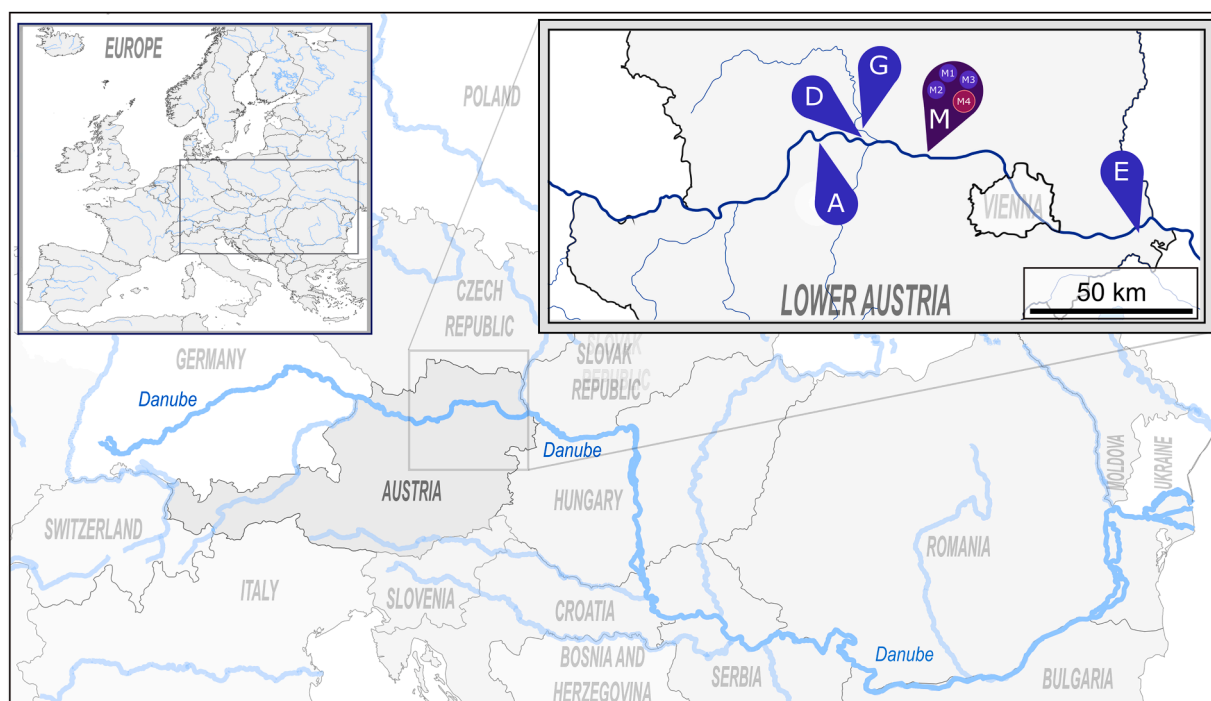 EUROPE
POLAND
G
D
M1
M2
M3
M4
M
A
E
VIENNA
LOWER AUSTRIA
50 km
CZECH
REPUBLIC
GERMANY
SLOVAK
REPUBLIC
REPUBLIC
Danube
Danube
AUSTRIA
HUNGARY
SWITZERLAND
MOLDOVA
UKRAINE
ROMANIA
ITALY
SLOVENIA
CROATIA
BOSNIA AND
HERZEGOVINA
SERBIA
Danube
BULGARIA